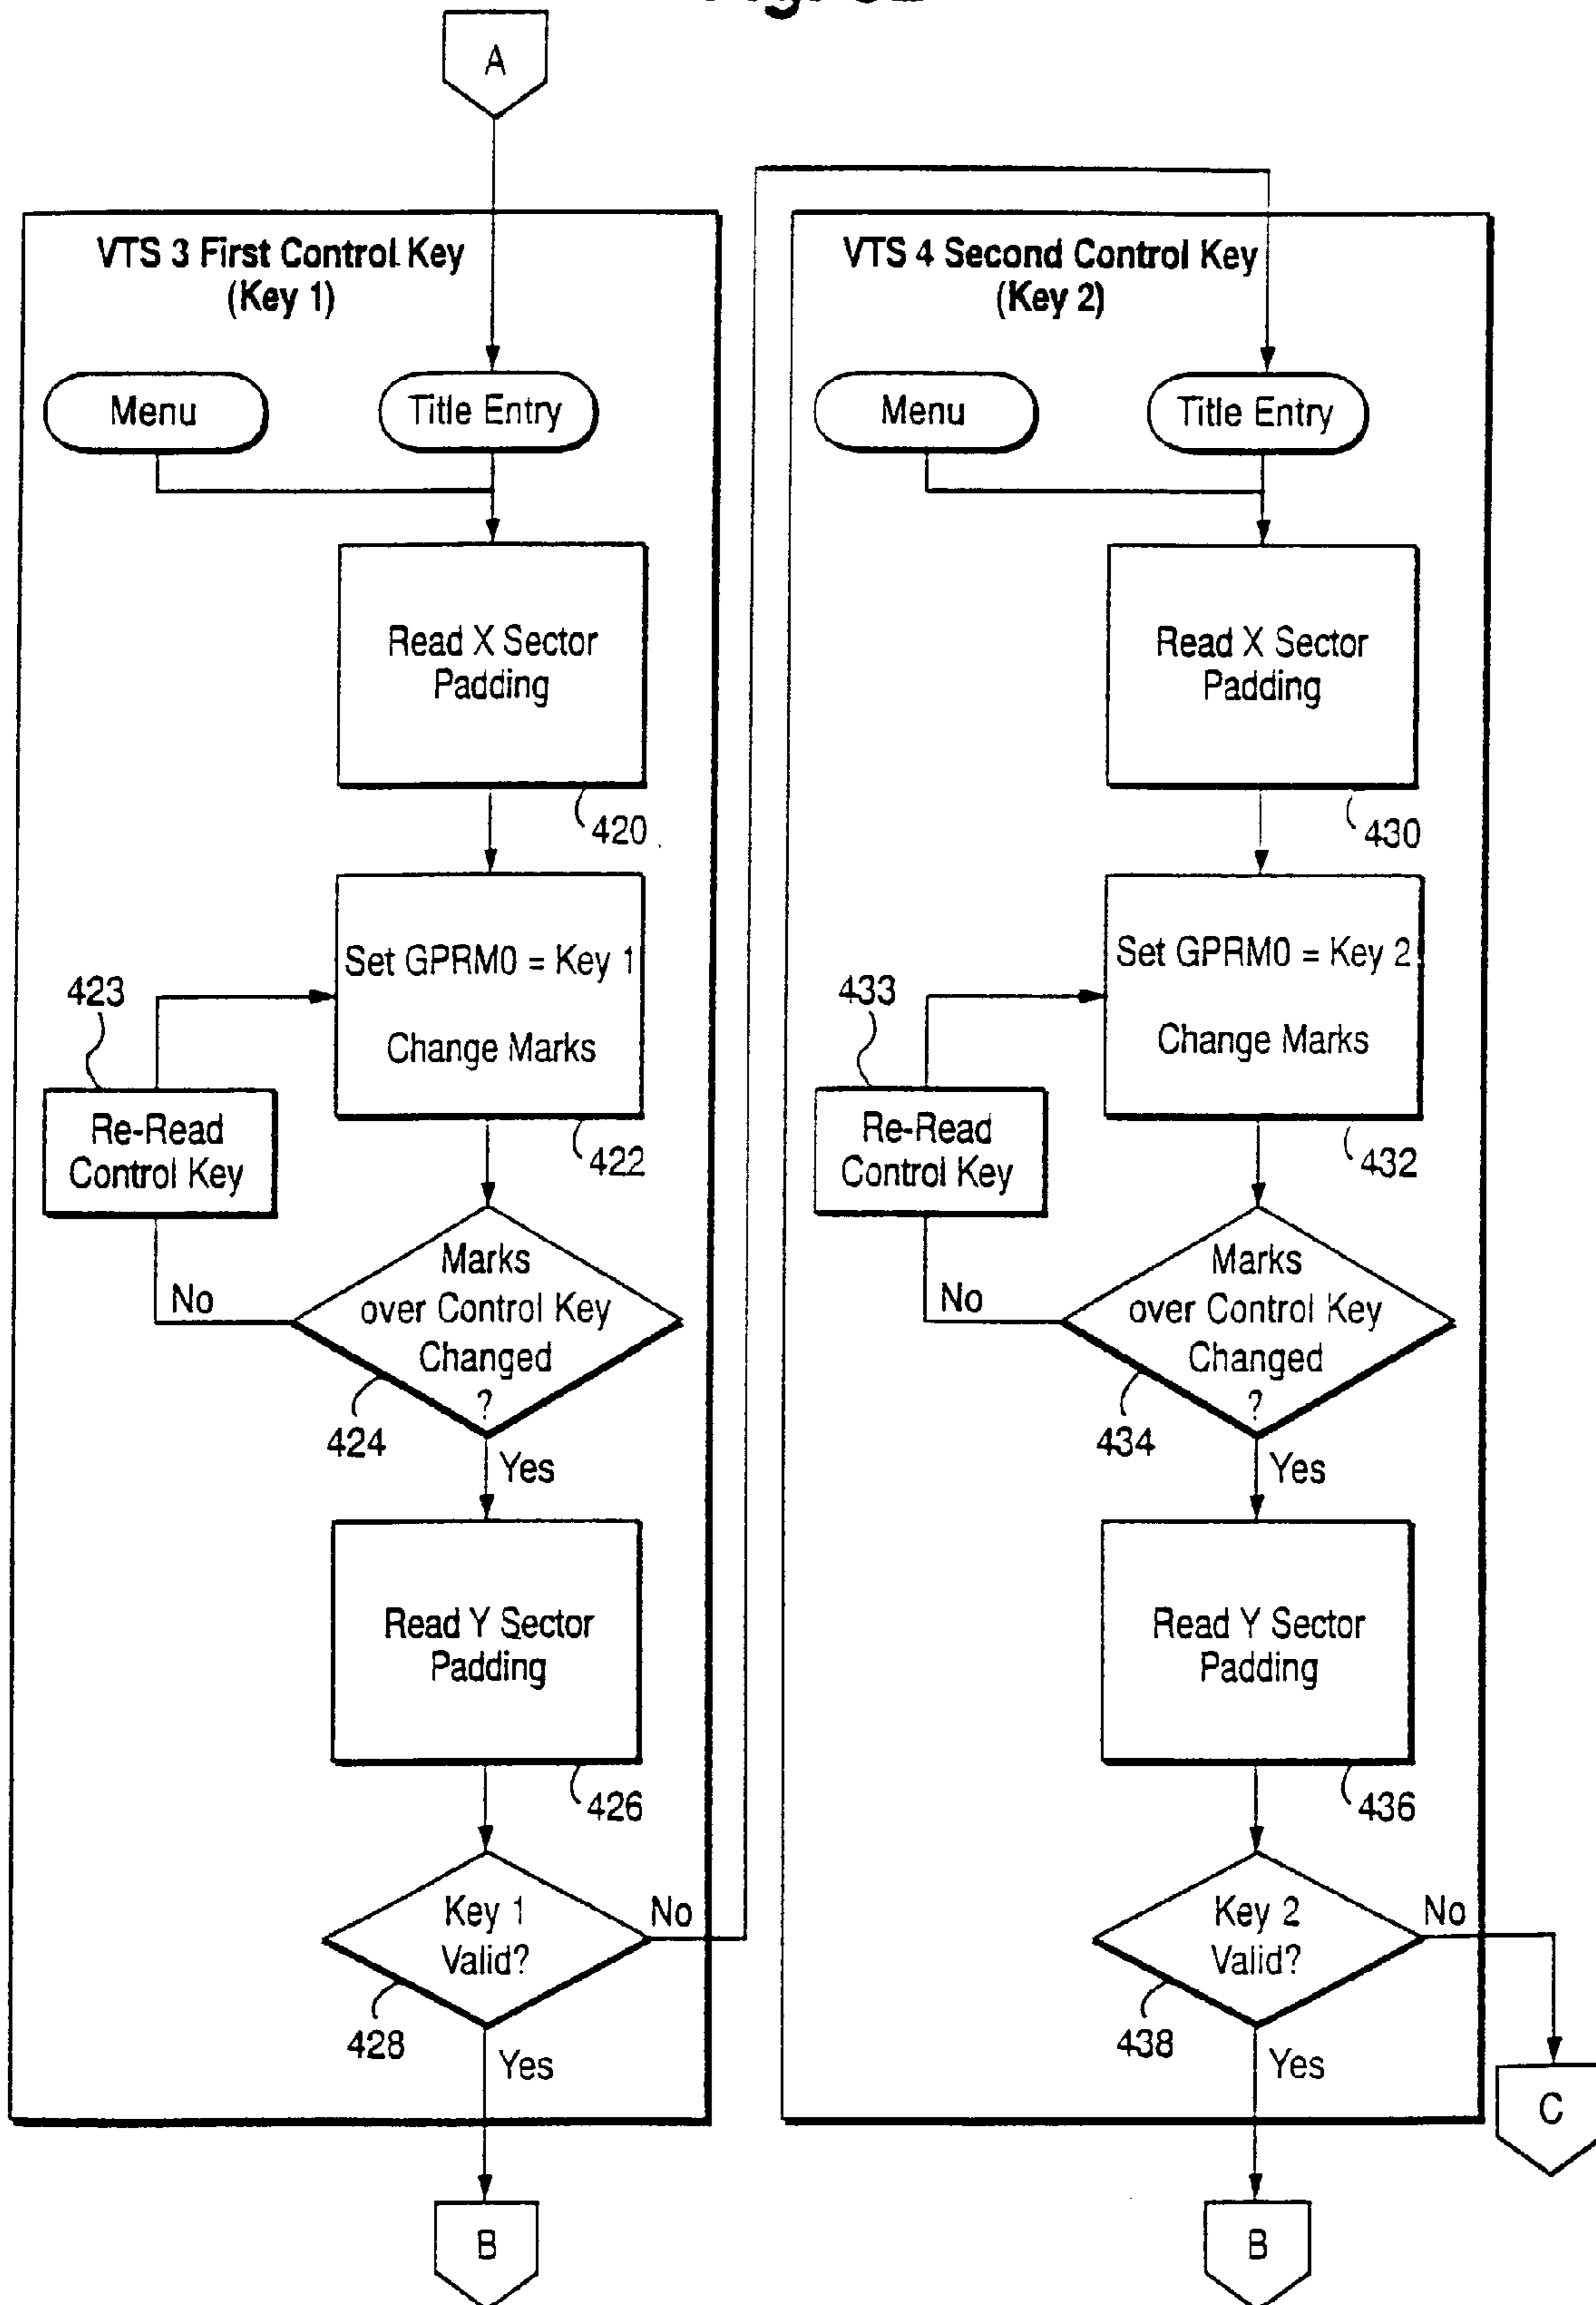 A
VTS 3 First Control Key
(Key 1)
Menu
Title Entry
Read X Sector
Padding
420
Set GPRM0 = Key 1
Change Marks
422
423
Re-Read
Control Key
Marks
over Control Key
Changed
?
424
No
Yes
Read Y Sector
Padding
426
Key 1
Valid?
428
No
Yes
B
VTS 4 Second Control Key
(Key 2)
Menu
Title Entry
Read X Sector
Padding
430
Set GPRM0 = Key 2
Change Marks
432
433
Re-Read
Control Key
Marks
over Control Key
Changed
?
434
No
Yes
Read Y Sector
Padding
436
Key 2
Valid?
438
No
Yes
C
B